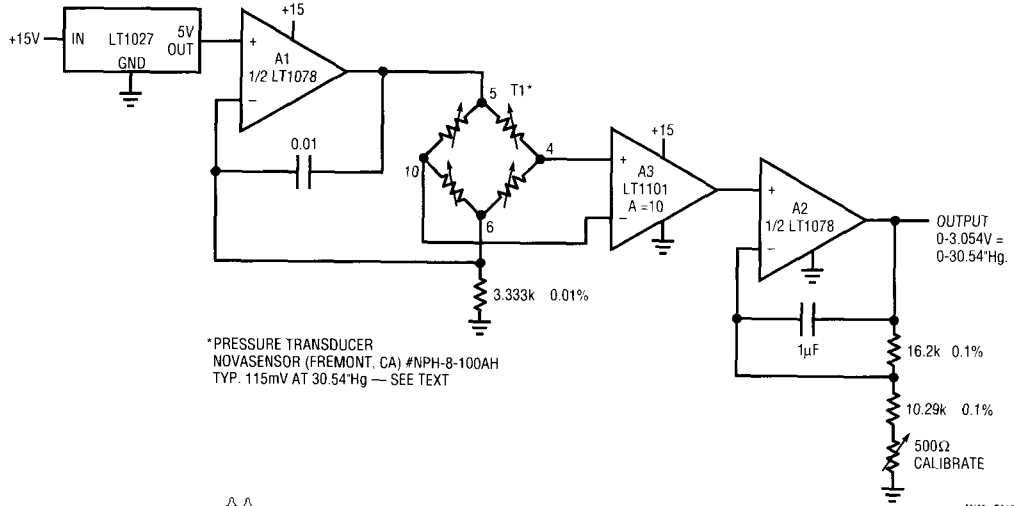 +15V
IN
LT1027
5V
OUT
GND
+15
+
A1
1/2 LT1078
−
0.01
5
T1*
10
4
6
3.333k 0.01%
+15
+
A3
LT1101
A =10
−
+
A2
1/2 LT1078
−
OUTPUT
0-3.054V =
0-30.54"Hg.
1µF
16.2k 0.1%
10.29k 0.1%
500Ω
CALIBRATE
*PRESSURE TRANSDUCER
NOVASENSOR (FREMONT, CA) #NPH-8-100AH
TYP. 115mV AT 30.54"Hg — SEE TEXT